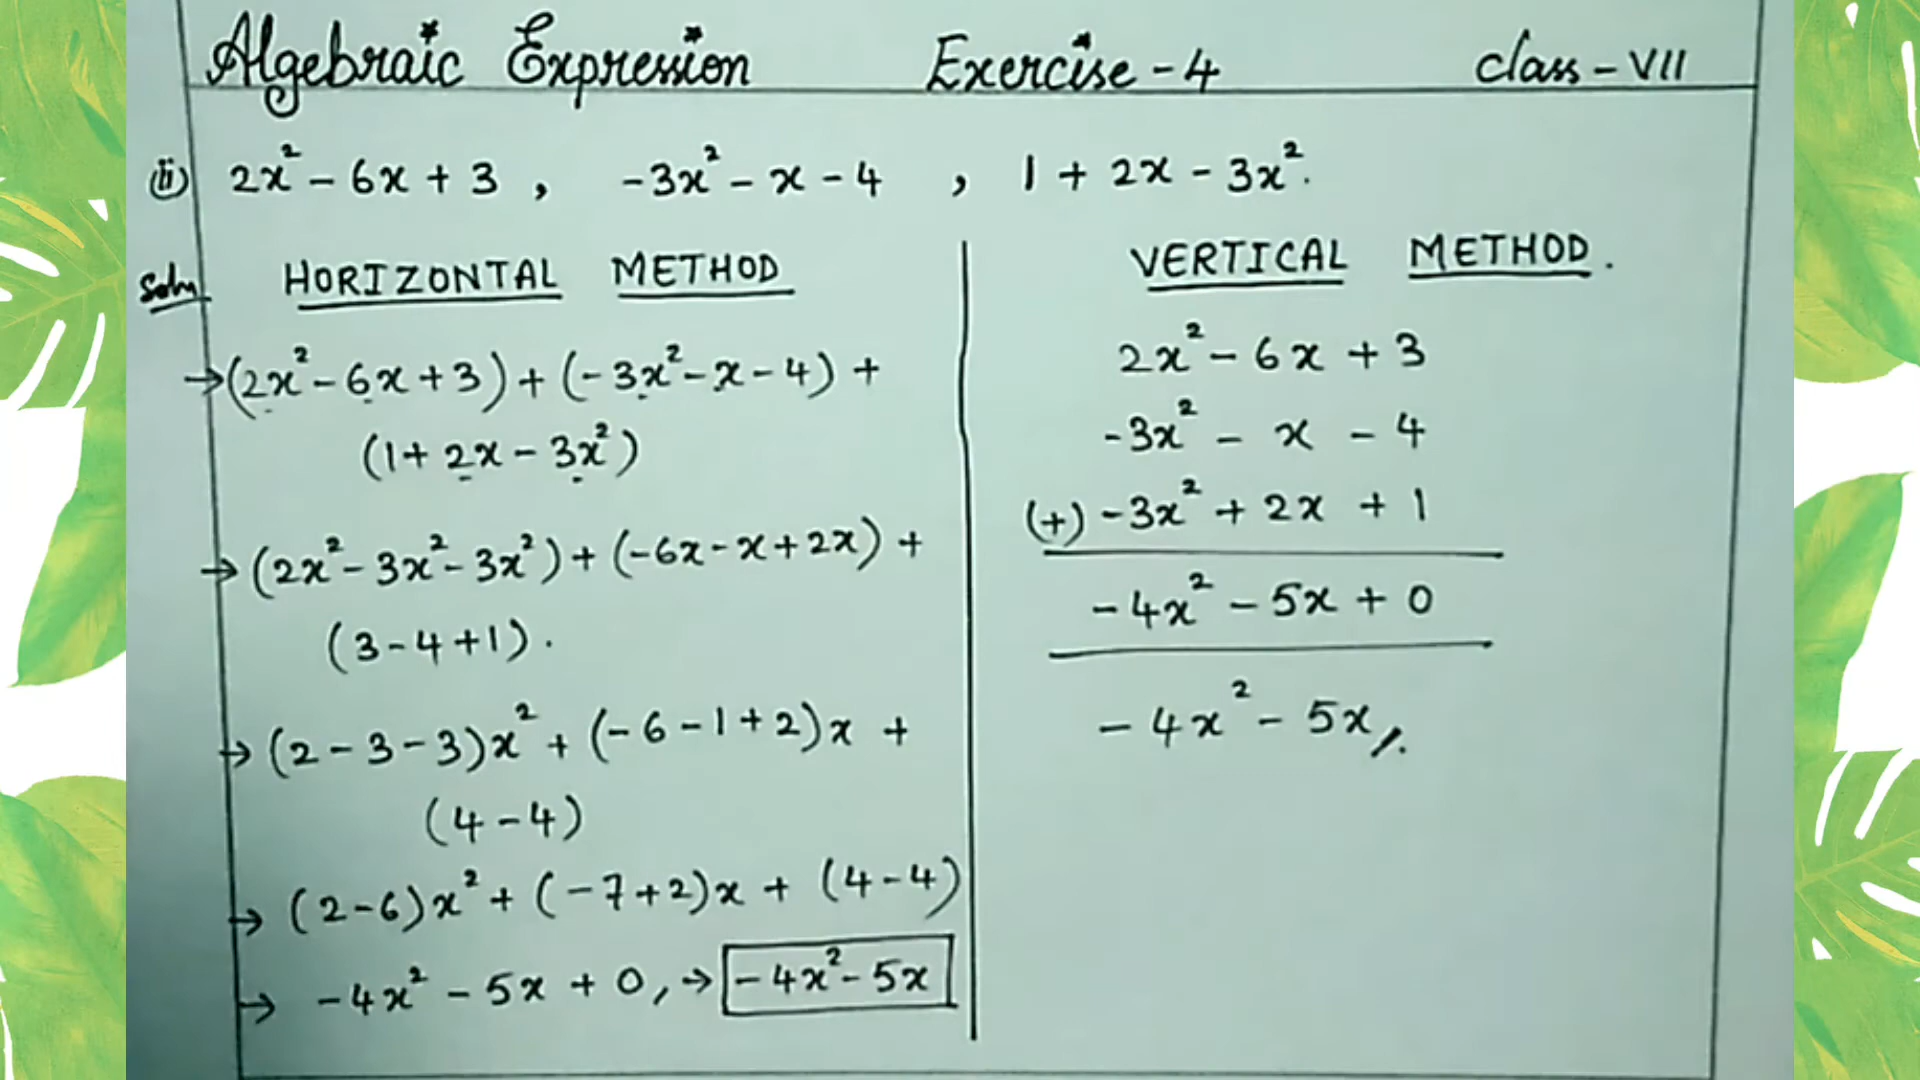 Algebraic Expression Exercise - 4 class - VII
(ii) 2x² - 6x + 3 , -3x² - x - 4 , 1 + 2x - 3x².
Soln HORIZONTAL METHOD
→ (2x² - 6x + 3) + (-3x² - x - 4) +
(1 + 2x - 3x²)
→ (2x² - 3x² - 3x²) + (-6x - x + 2x) +
(3 - 4 + 1).
→ (2 - 3 - 3)x² + (-6 - 1 + 2)x +
(4 - 4)
→ (2 - 6)x² + (-7 + 2)x + (4 - 4)
→ -4x² - 5x + 0, → -4x² - 5x
VERTICAL METHOD.
2x² - 6x + 3
-3x² - x - 4
(+) -3x² + 2x + 1
-4x² - 5x + 0
-4x² - 5x,.